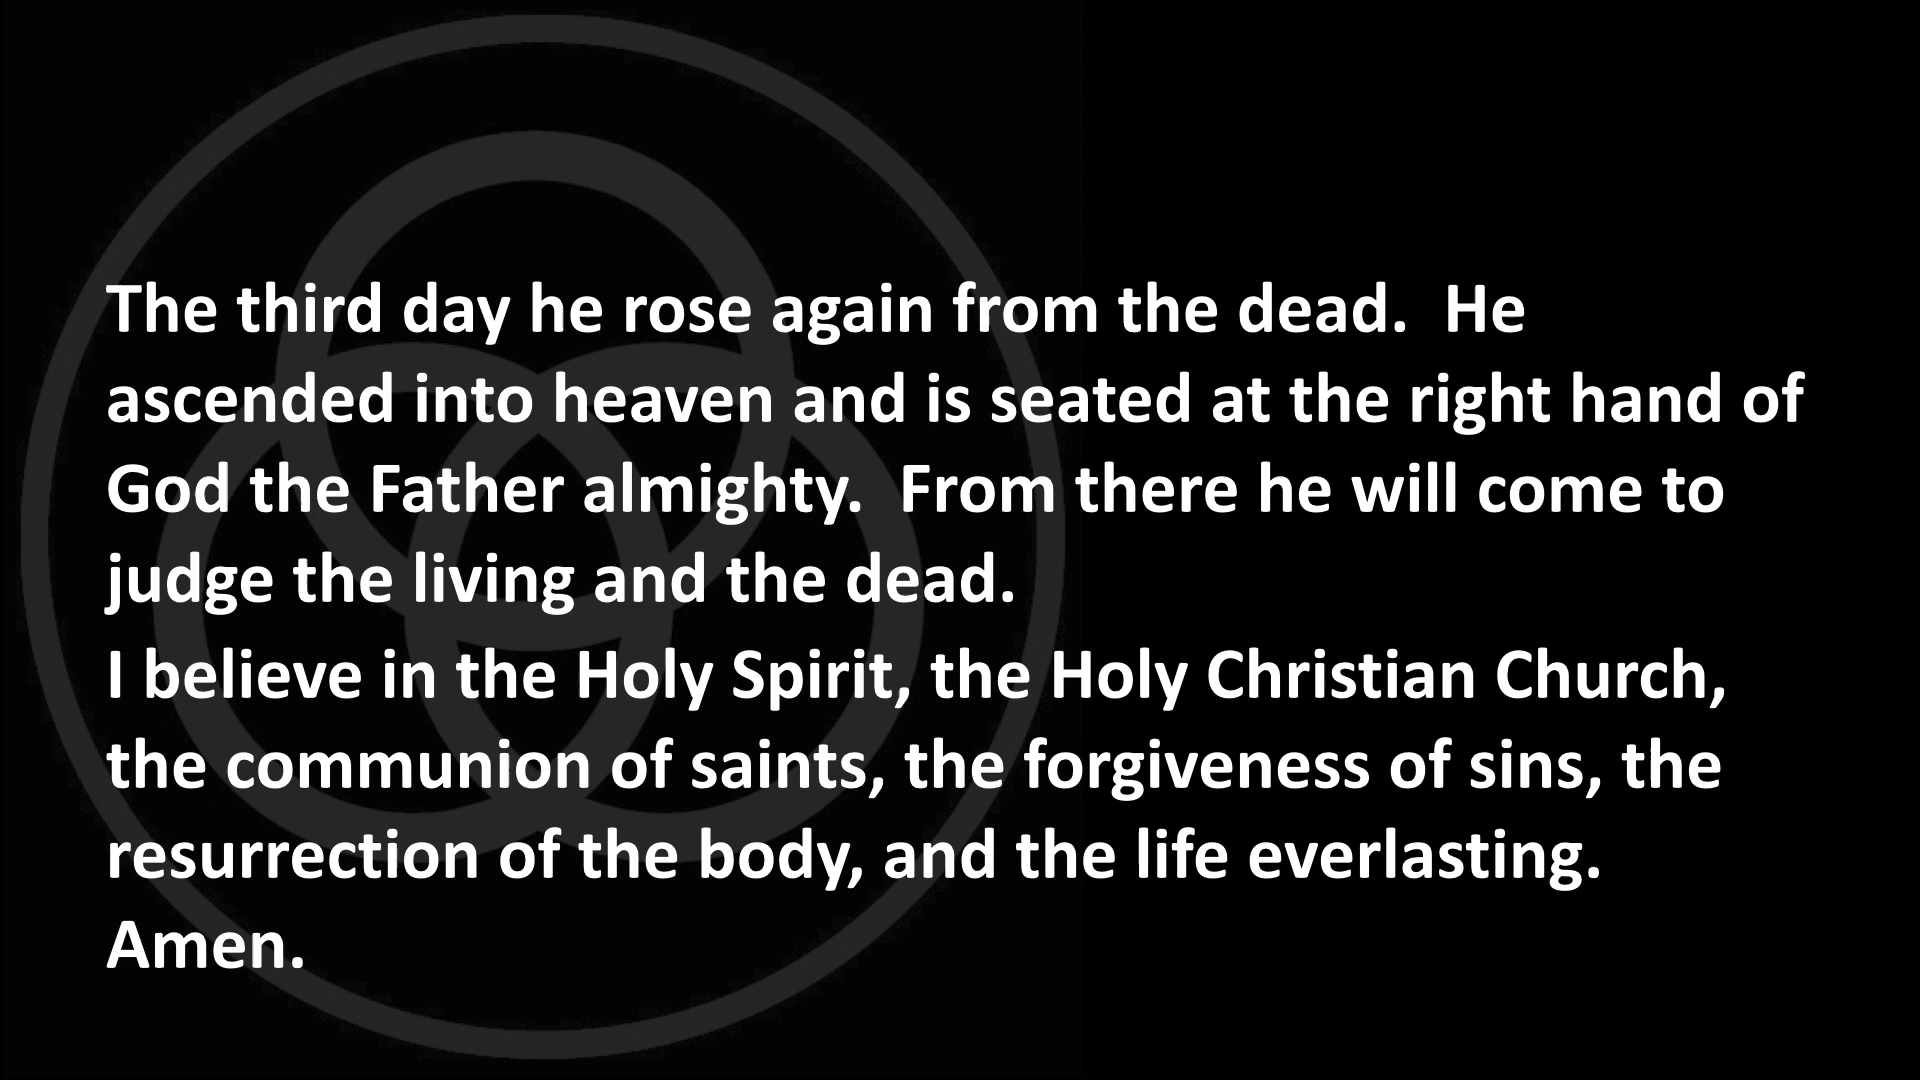 The third day he rose again from the dead.  He
ascended into heaven and is seated at the right hand of
God the Father almighty.  From there he will come to
judge the living and the dead.
I believe in the Holy Spirit, the Holy Christian Church,
the communion of saints, the forgiveness of sins, the
resurrection of the body, and the life everlasting.
Amen.